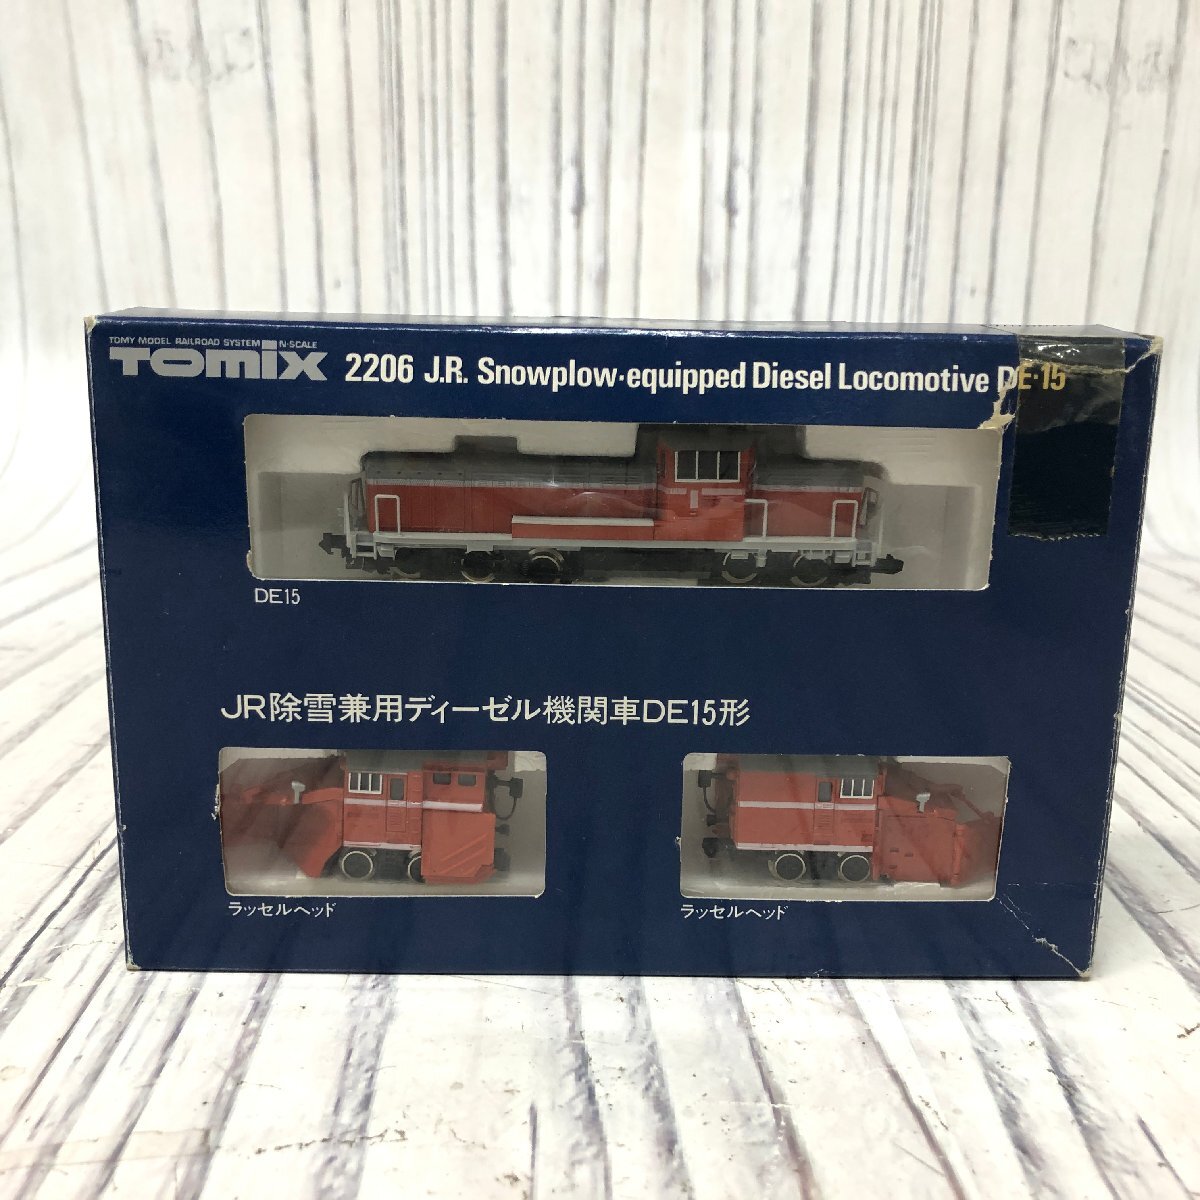 TOMY MODEL RAILROAD SYSTEM N-SCALE
TOMIX 2206 J.R. Snowplow·equipped Diesel Locomotive DE·15
DE15
JR除雪兼用ディーゼル機関車DE15形
ラッセルヘッド
ラッセルヘッド